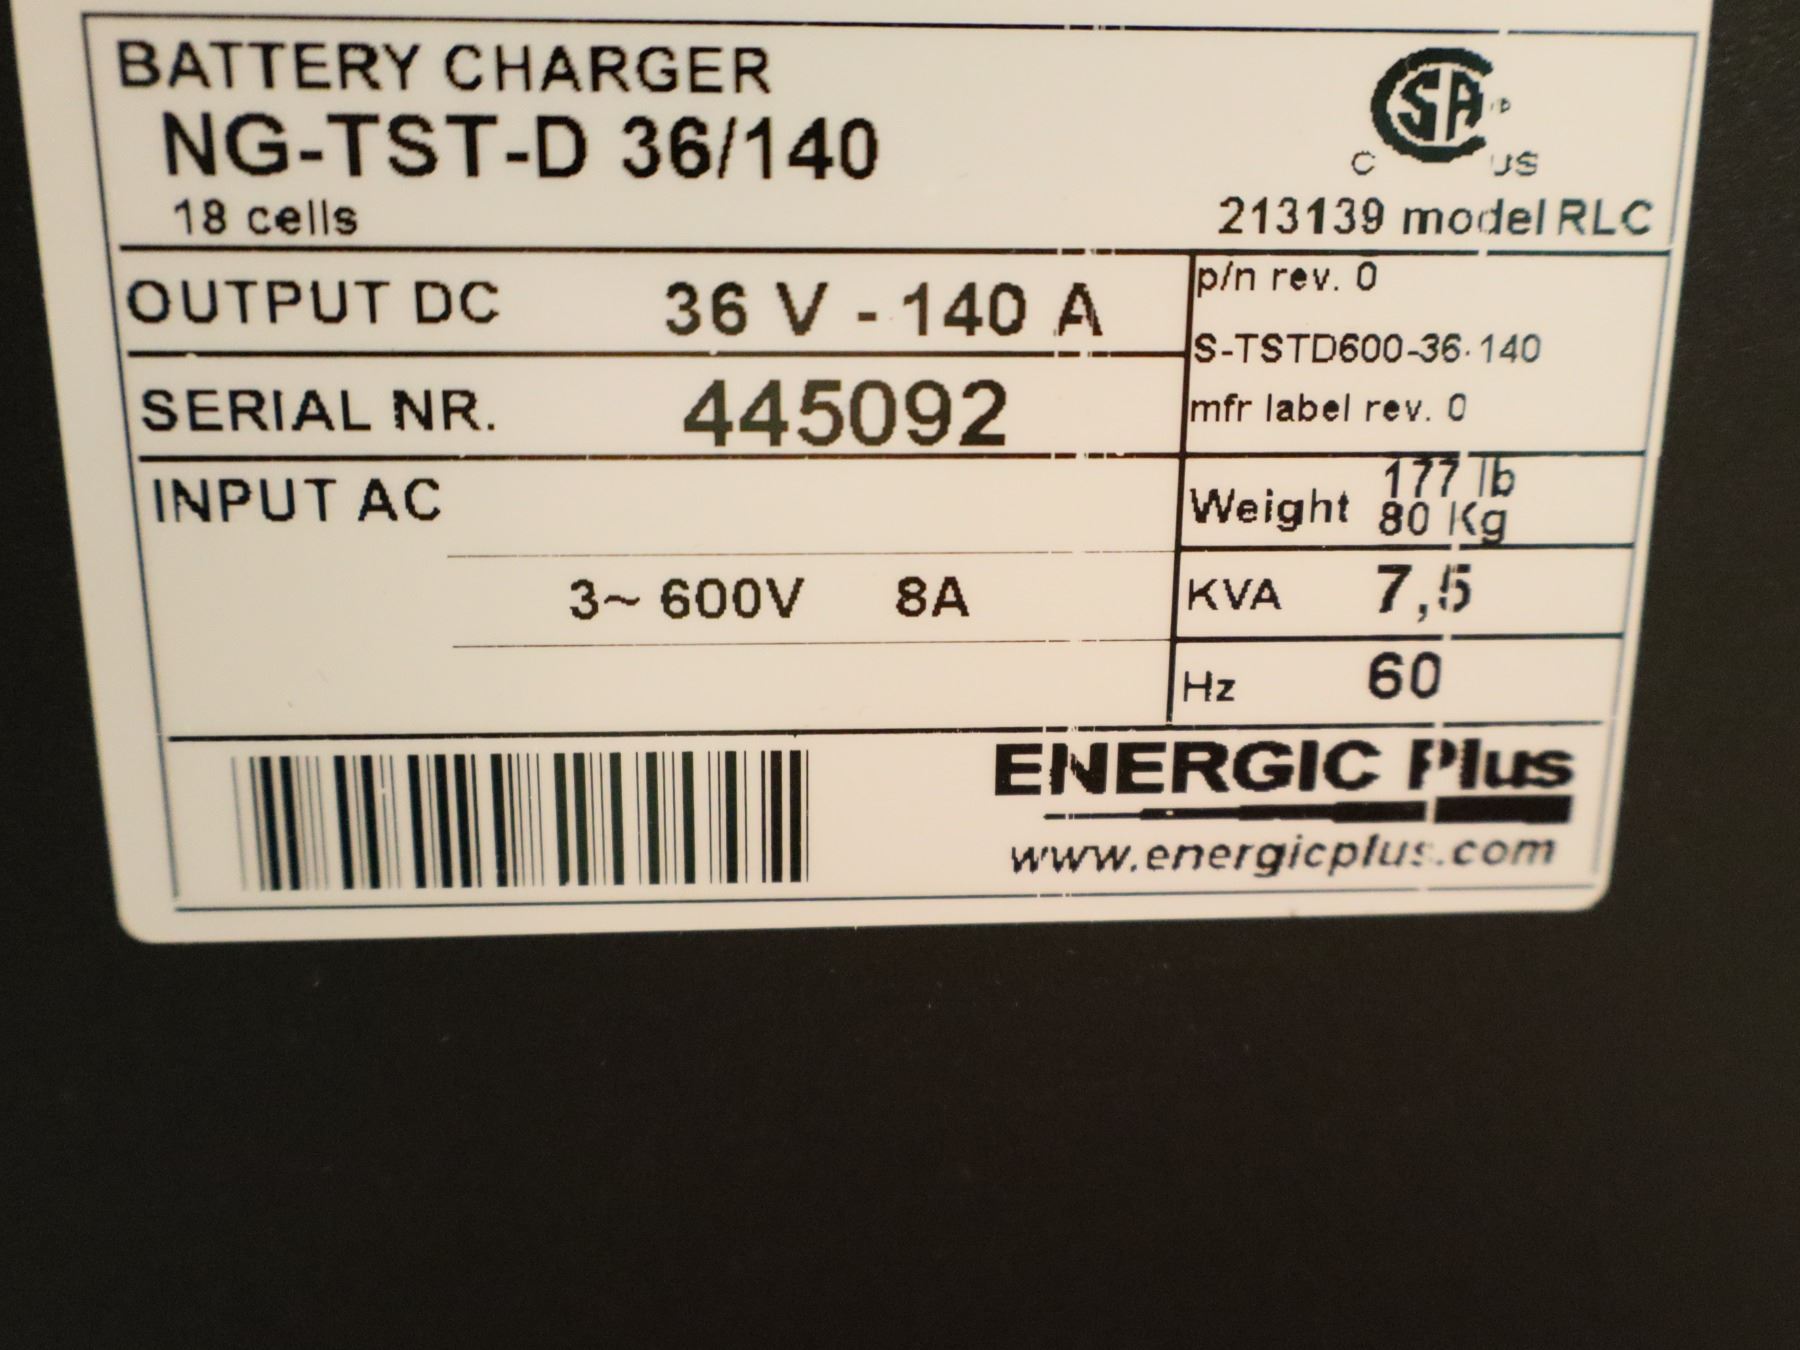 BATTERY CHARGER
NG-TST-D 36/140
18 cells
CSA
C US
213139 model RLC
OUTPUT DC 36 V - 140 A
p/n rev. 0
S-TSTD600-36-140
SERIAL NR. 445092
mfr label rev. 0
INPUT AC
Weight 177 lb
80 Kg
3~ 600V 8A
KVA 7,5
Hz 60
ENERGIC Plus
www.energicplus.com